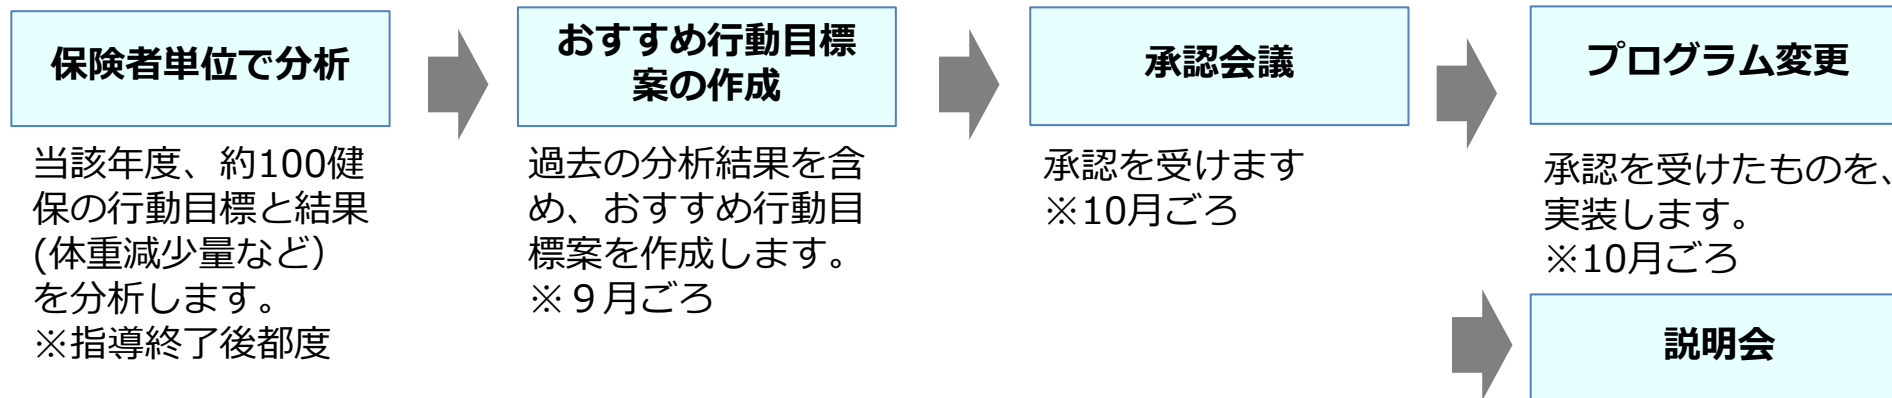 保険者単位で分析
当該年度、約100健
保の行動目標と結果
(体重減少量など）
を分析します。
※指導終了後都度
おすすめ行動目標
案の作成
過去の分析結果を含
め、おすすめ行動目
標案を作成します。
※９月ごろ
承認会議
承認を受けます
※10月ごろ
プログラム変更
承認を受けたものを、
実装します。
※10月ごろ
説明会